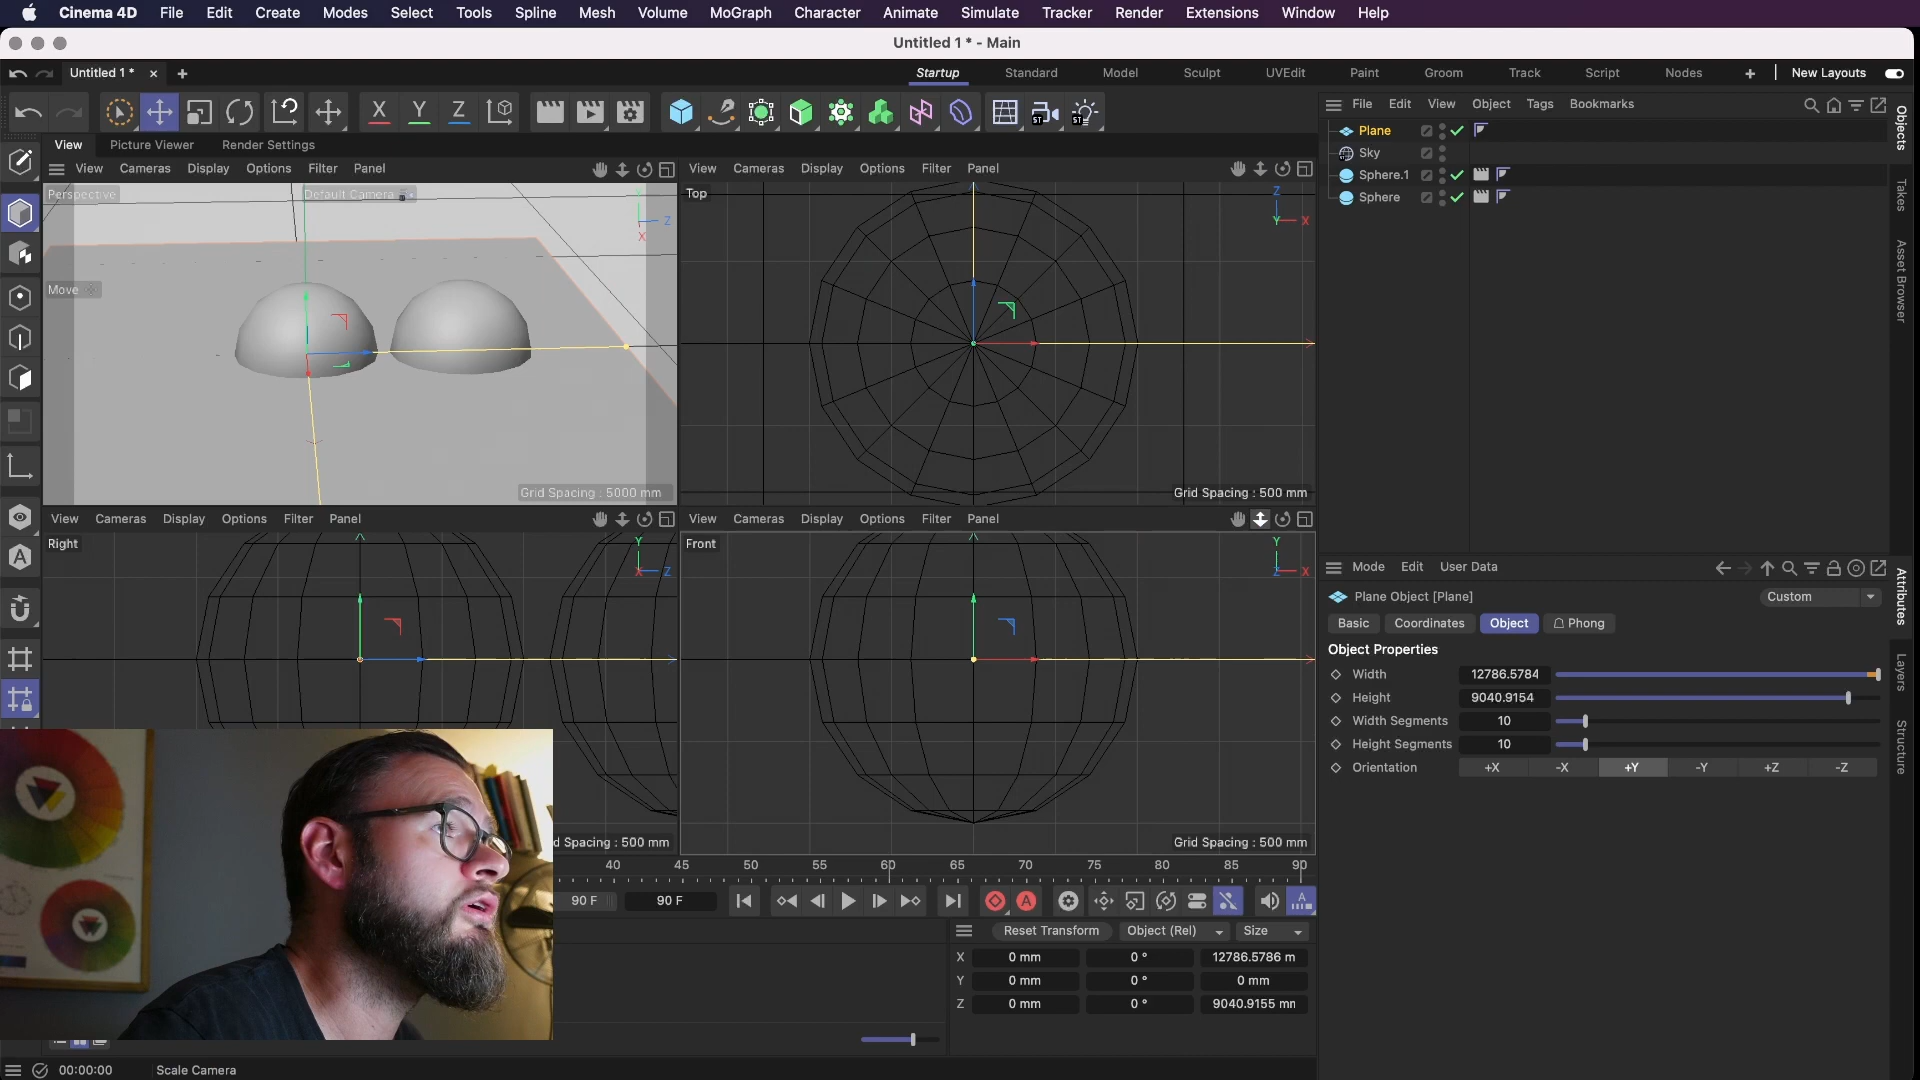 Cinema 4D File Edit Create Modes Select Tools Spline Mesh Volume MoGraph Character Animate Simulate Tracker Render Extensions Window Help
Untitled 1 * - Main
Untitled 1 * Startup Standard Model Sculpt UVEdit Paint Groom Track Script Nodes New Layouts
X Y Z ST ST
File Edit View Object Tags Bookmarks
View Picture Viewer Render Settings
View Cameras Display Options Filter Panel
View Cameras Display Options Filter Panel
Plane
Sky
Sphere.1
Sphere
Objects
Takes
Asset Browser
Perspective
Default Camera
Y
Z
X
Move
Grid Spacing : 5000 mm
Top
Z
Y X
Grid Spacing : 500 mm
View Cameras Display Options Filter Panel
View Cameras Display Options Filter Panel
Right
Y
X Z
d Spacing : 500 mm
Front
Y
Z X
Grid Spacing : 500 mm
Mode Edit User Data
Plane Object [Plane] Custom
Basic Coordinates Object Phong
Object Properties
Width 12786.5784
Height 9040.9154
Width Segments 10
Height Segments 10
Orientation +X -X +Y -Y +Z -Z
Attributes
Layers
Structure
40 45 50 55 60 65 70 75 80 85 90
90 F 90 F
Reset Transform Object (Rel) Size
X 0 mm 0 ° 12786.5786 m
Y 0 mm 0 ° 0 mm
Z 0 mm 0 ° 9040.9155 mm
00:00:00 Scale Camera